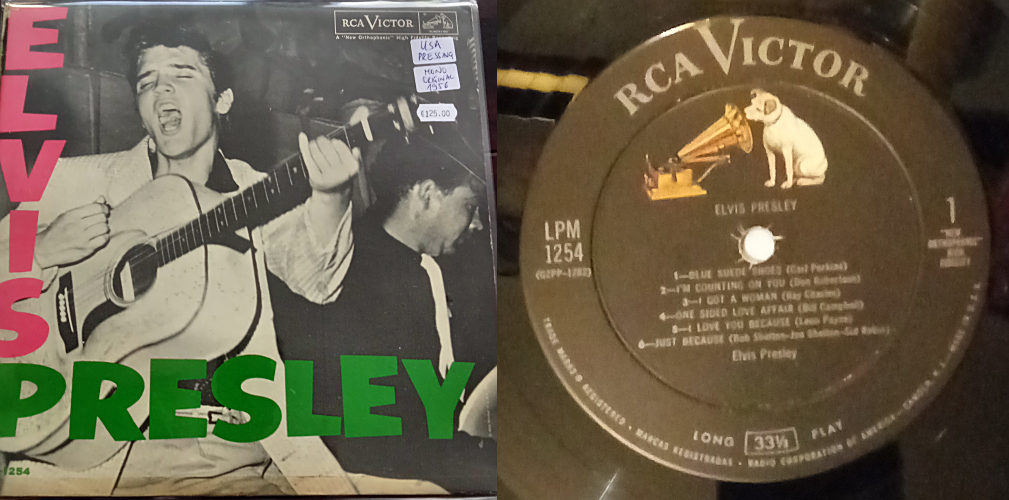 RCA VICTOR
A "New Orthophonic" High Fidelity Recording
USA
PRESSING
MONO
ORIGINAL
1956
€125.00
ELVIS
PRESLEY
1254
RCA VICTOR
ELVIS PRESLEY
LPM
1254
(G2PP-1282)
1
"NEW
ORTHOPHONIC"
HIGH
FIDELITY
1—BLUE SUEDE SHOES (Carl Perkins)
2—I'M COUNTING ON YOU (Don Robertson)
3—I GOT A WOMAN (Ray Charles)
4—ONE SIDED LOVE AFFAIR (Bill Campbell)
5—I LOVE YOU BECAUSE (Leon Payne)
6—JUST BECAUSE (Bob Shelton-Joe Shelton-Sid Robin)
Elvis Presley
LONG 33⅓ PLAY
TRADE MARKS ® REGISTERED · MARCAS REGISTRADAS · RADIO CORPORATION OF AMERICA - CAMDEN, N.J.